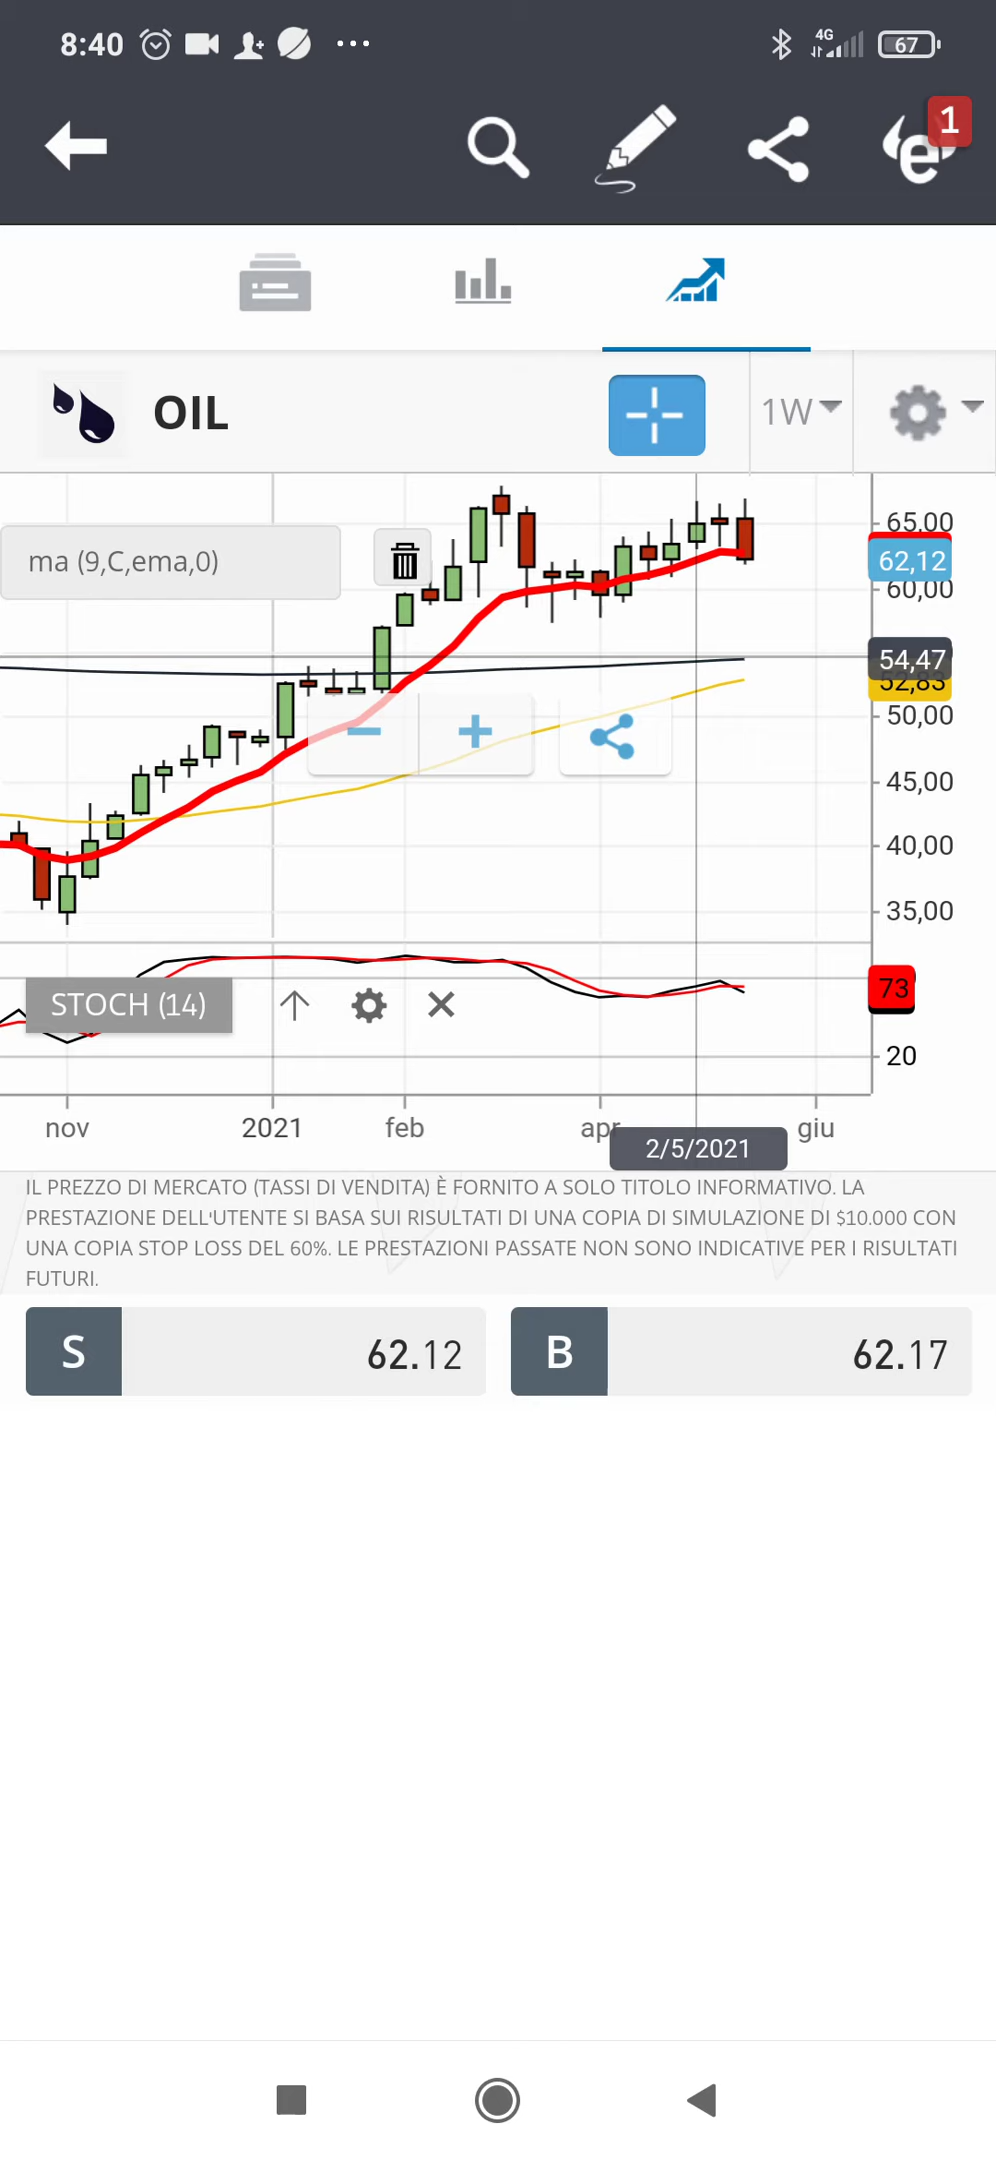 8:40
4G
67
e
1
OIL
1W
65,00
ma (9,C,ema,0)
62,12
60,00
54,47
52,83
50,00
45,00
40,00
35,00
STOCH (14)
73
20
nov
2021
feb
apr
giu
2/5/2021
IL PREZZO DI MERCATO (TASSI DI VENDITA) È FORNITO A SOLO TITOLO INFORMATIVO. LA
PRESTAZIONE DELL'UTENTE SI BASA SUI RISULTATI DI UNA COPIA DI SIMULAZIONE DI $10.000 CON
UNA COPIA STOP LOSS DEL 60%. LE PRESTAZIONI PASSATE NON SONO INDICATIVE PER I RISULTATI
FUTURI.
S
62.12
B
62.17